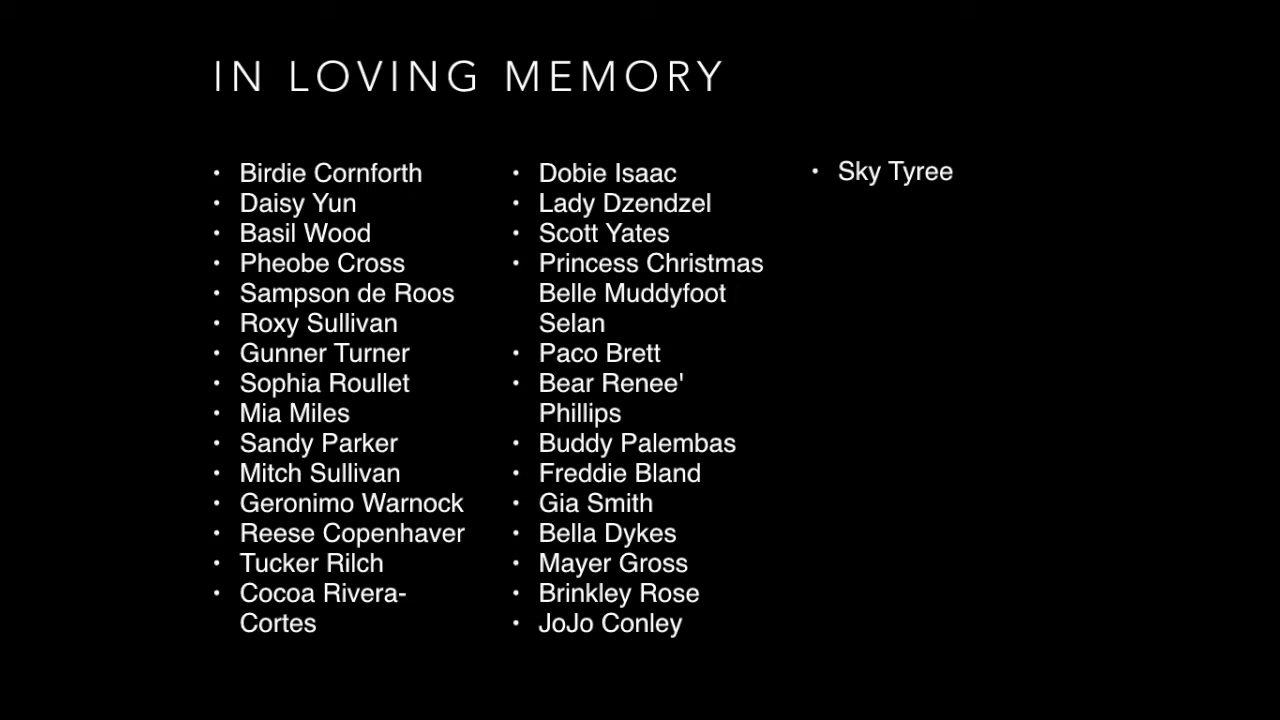 IN LOVING MEMORY
• Birdie Cornforth
• Daisy Yun
• Basil Wood
• Pheobe Cross
• Sampson de Roos
• Roxy Sullivan
• Gunner Turner
• Sophia Roullet
• Mia Miles
• Sandy Parker
• Mitch Sullivan
• Geronimo Warnock
• Reese Copenhaver
• Tucker Rilch
• Cocoa Rivera-
Cortes
• Dobie Isaac
• Lady Dzendzel
• Scott Yates
• Princess Christmas
Belle Muddyfoot
Selan
• Paco Brett
• Bear Renee'
Phillips
• Buddy Palembas
• Freddie Bland
• Gia Smith
• Bella Dykes
• Mayer Gross
• Brinkley Rose
• JoJo Conley
• Sky Tyree